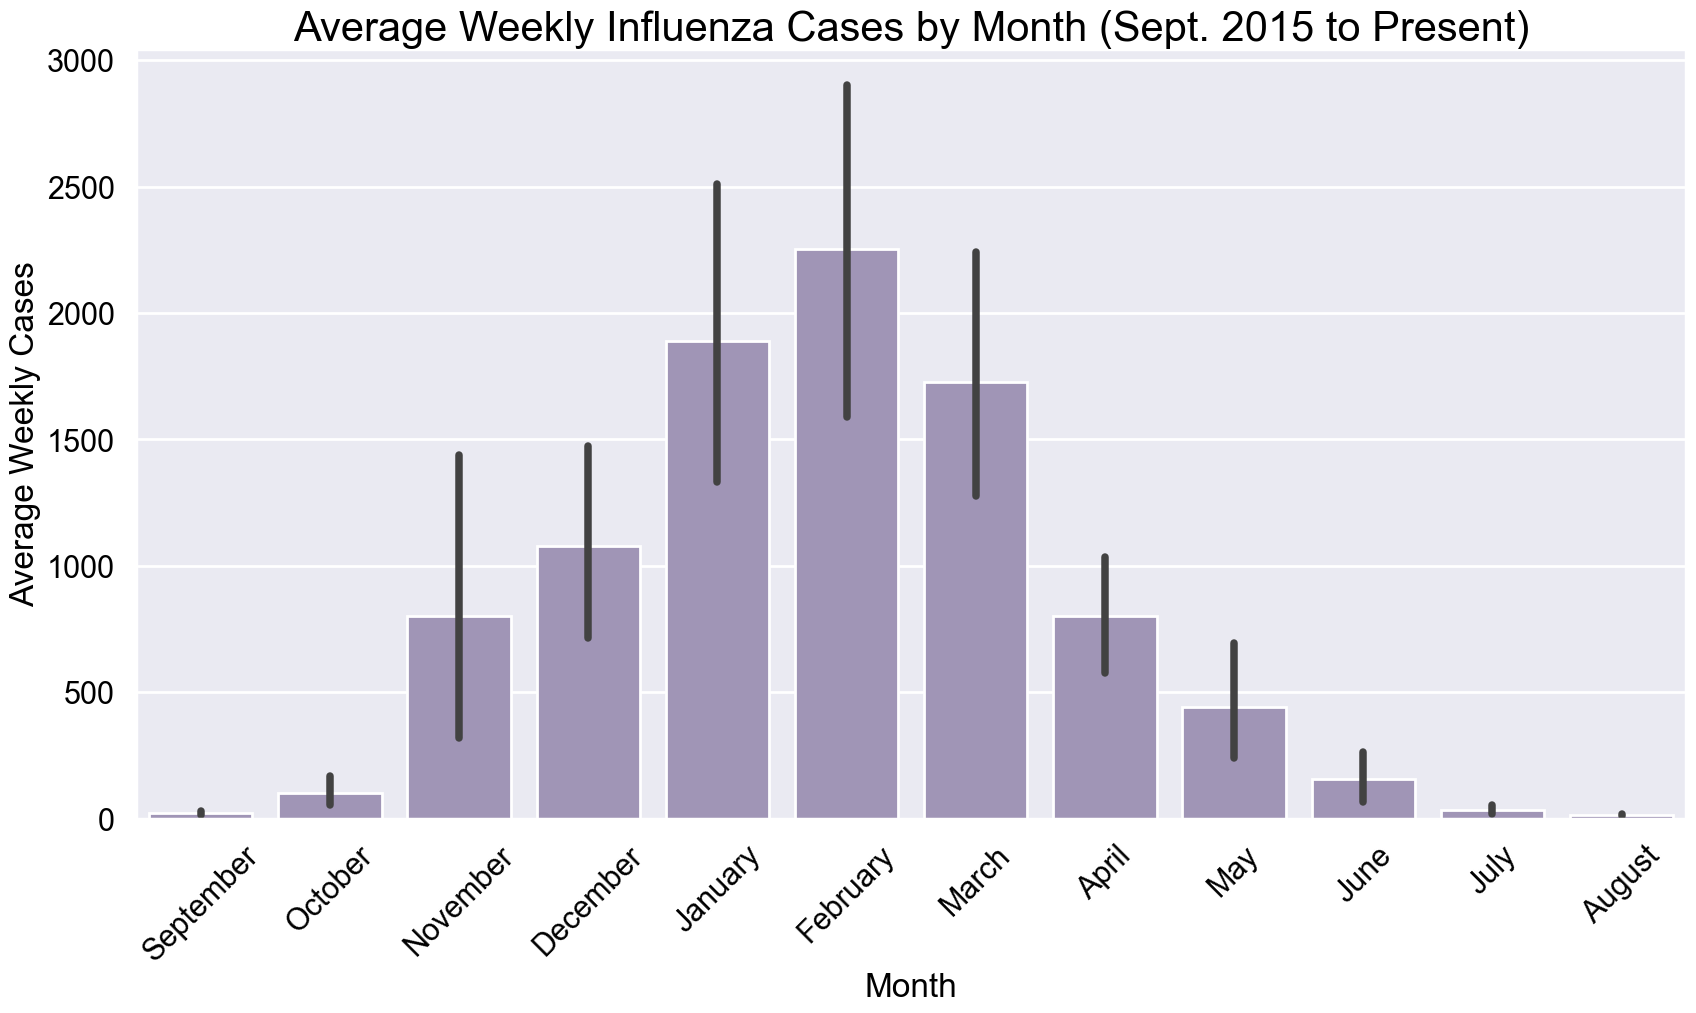 Average Weekly Influenza Cases by Month (Sept. 2015 to Present)
Average Weekly Cases
3000
2500
2000
1500
1000
500
0
September
October
November
December
January
February
March
April
May
June
July
August
Month